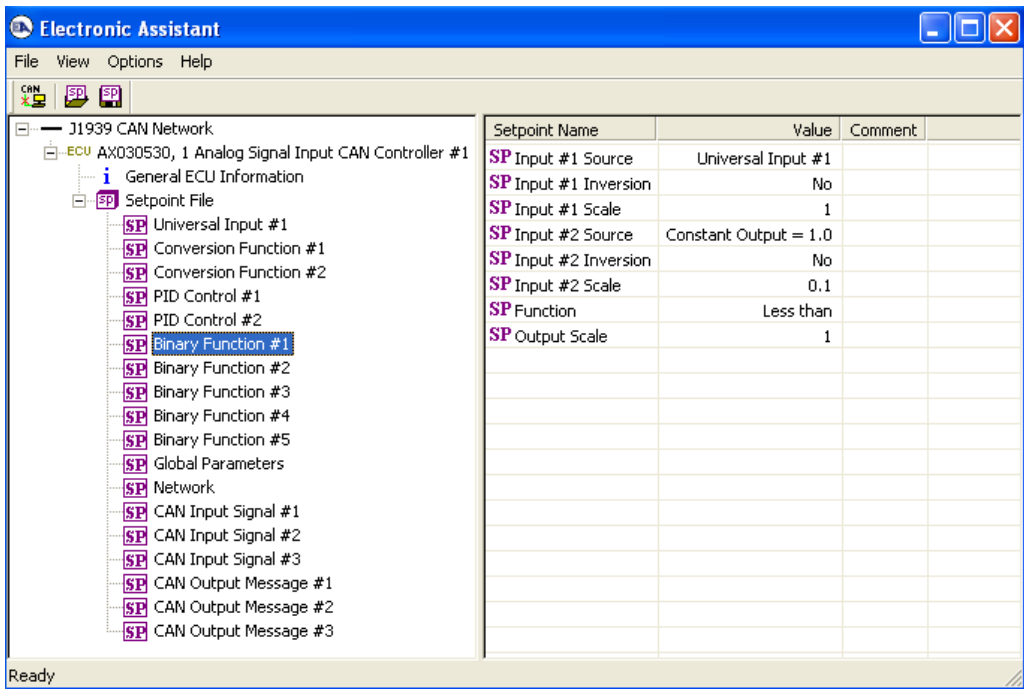 Electronic Assistant
File View Options Help
CAN SP SP
J1939 CAN Network
ECU AX030530, 1 Analog Signal Input CAN Controller #1
i General ECU Information
SP Setpoint File
SP Universal Input #1
SP Conversion Function #1
SP Conversion Function #2
SP PID Control #1
SP PID Control #2
SP Binary Function #1
SP Binary Function #2
SP Binary Function #3
SP Binary Function #4
SP Binary Function #5
SP Global Parameters
SP Network
SP CAN Input Signal #1
SP CAN Input Signal #2
SP CAN Input Signal #3
SP CAN Output Message #1
SP CAN Output Message #2
SP CAN Output Message #3
Setpoint Name Value Comment
SP Input #1 Source Universal Input #1
SP Input #1 Inversion No
SP Input #1 Scale 1
SP Input #2 Source Constant Output = 1.0
SP Input #2 Inversion No
SP Input #2 Scale 0.1
SP Function Less than
SP Output Scale 1
Ready